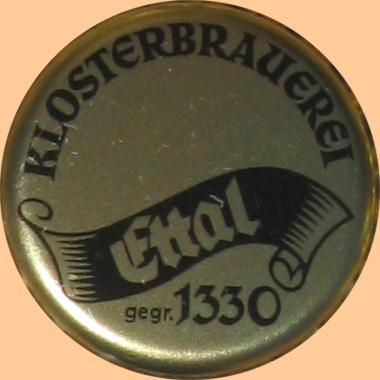 KLOSTERBRAUEREI
Ettal
gegr. 1330